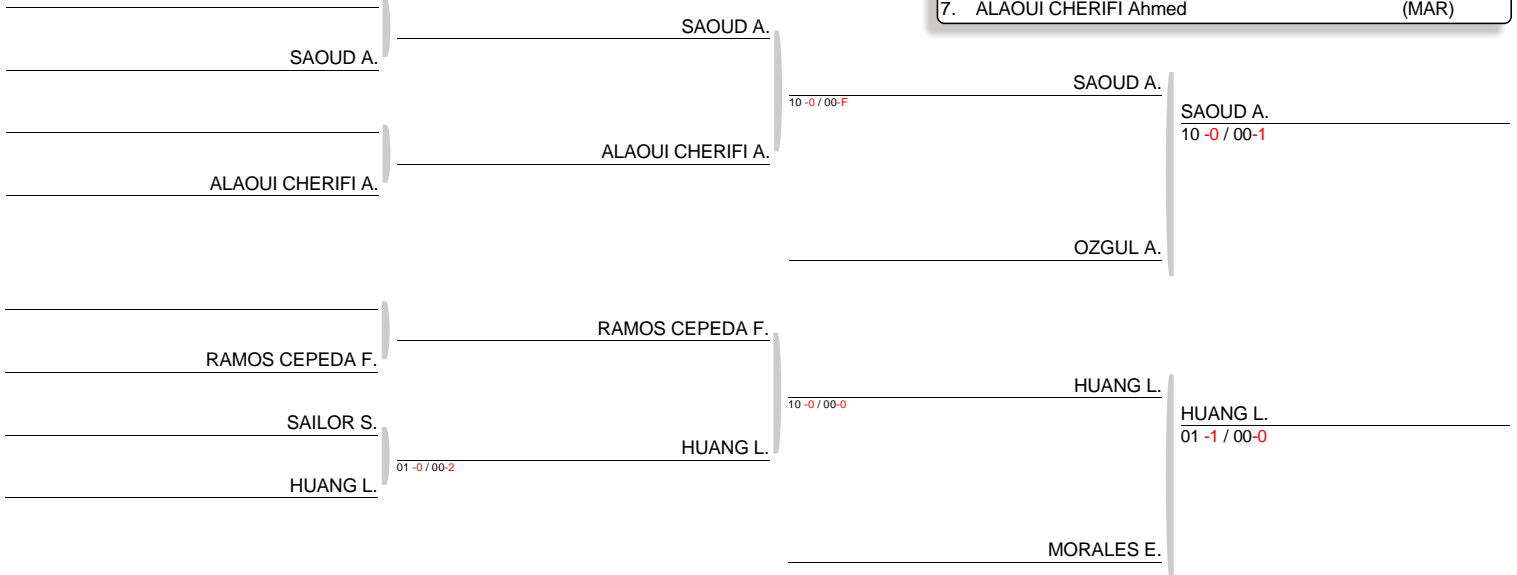 7. ALAOUI CHERIFI Ahmed (MAR)
SAOUD A.
SAOUD A.
SAOUD A.
10 -0 / 00-F
SAOUD A.
10 -0 / 00-1
ALAOUI CHERIFI A.
ALAOUI CHERIFI A.
OZGUL A.
RAMOS CEPEDA F.
RAMOS CEPEDA F.
HUANG L.
10 -0 / 00-0
HUANG L.
01 -1 / 00-0
SAILOR S.
HUANG L.
01 -0 / 00-2
HUANG L.
MORALES E.